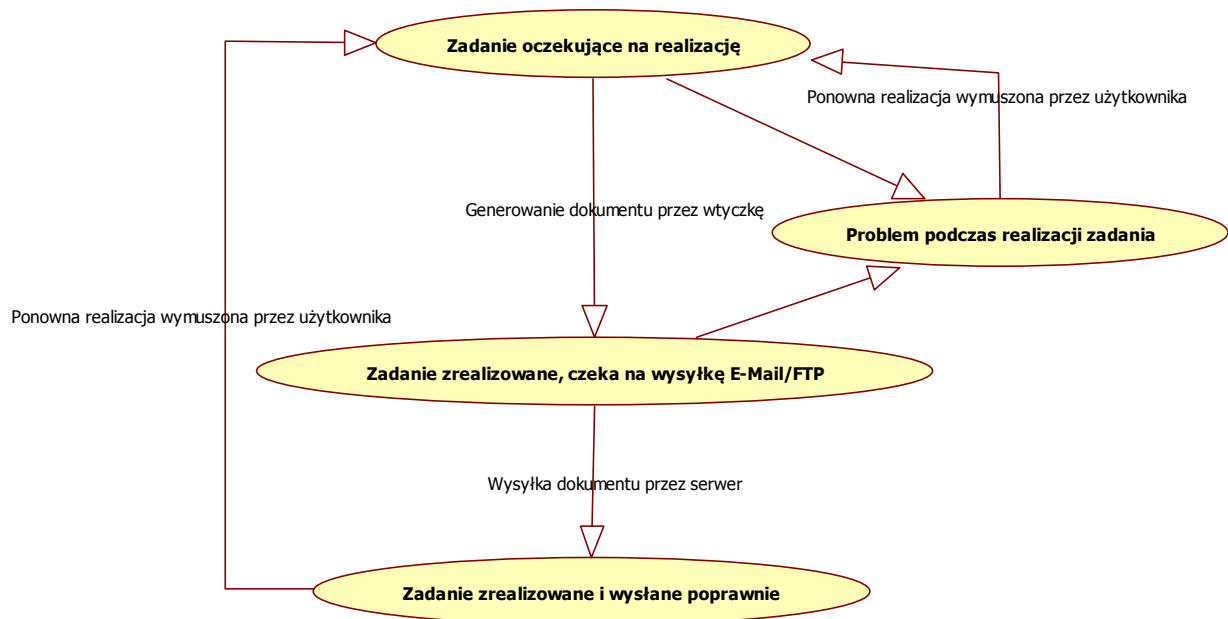 Zadanie oczekujące na realizację
Ponowna realizacja wymuszona przez użytkownika
Generowanie dokumentu przez wtyczkę
Problem podczas realizacji zadania
Ponowna realizacja wymuszona przez użytkownika
Zadanie zrealizowane, czeka na wysyłkę E-Mail/FTP
Wysyłka dokumentu przez serwer
Zadanie zrealizowane i wysłane poprawnie